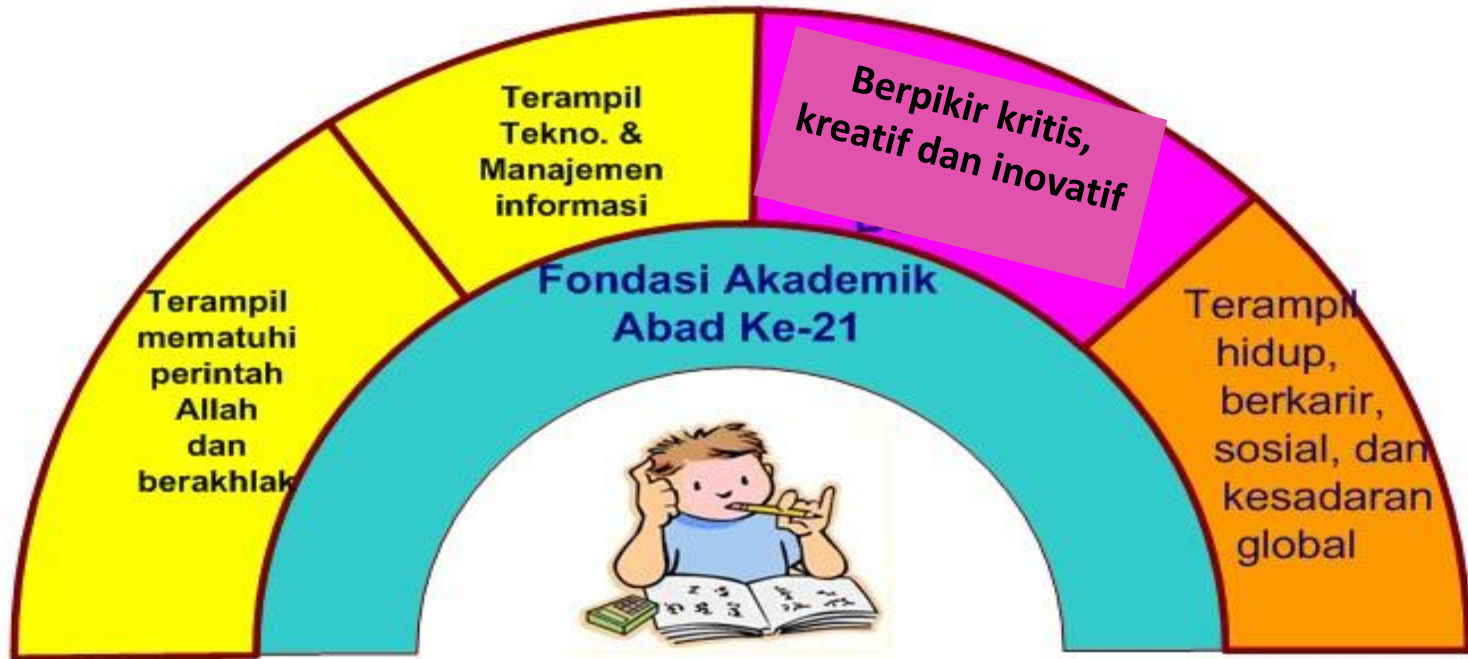 Terampil
mematuhi
perintah
Allah
dan
berakhlak
Terampil
Tekno. &
Manajemen
informasi
Berpikir kritis,
kreatif dan inovatif
Terampil
hidup,
berkarir,
sosial, dan
kesadaran
global
Fondasi Akademik
Abad Ke-21